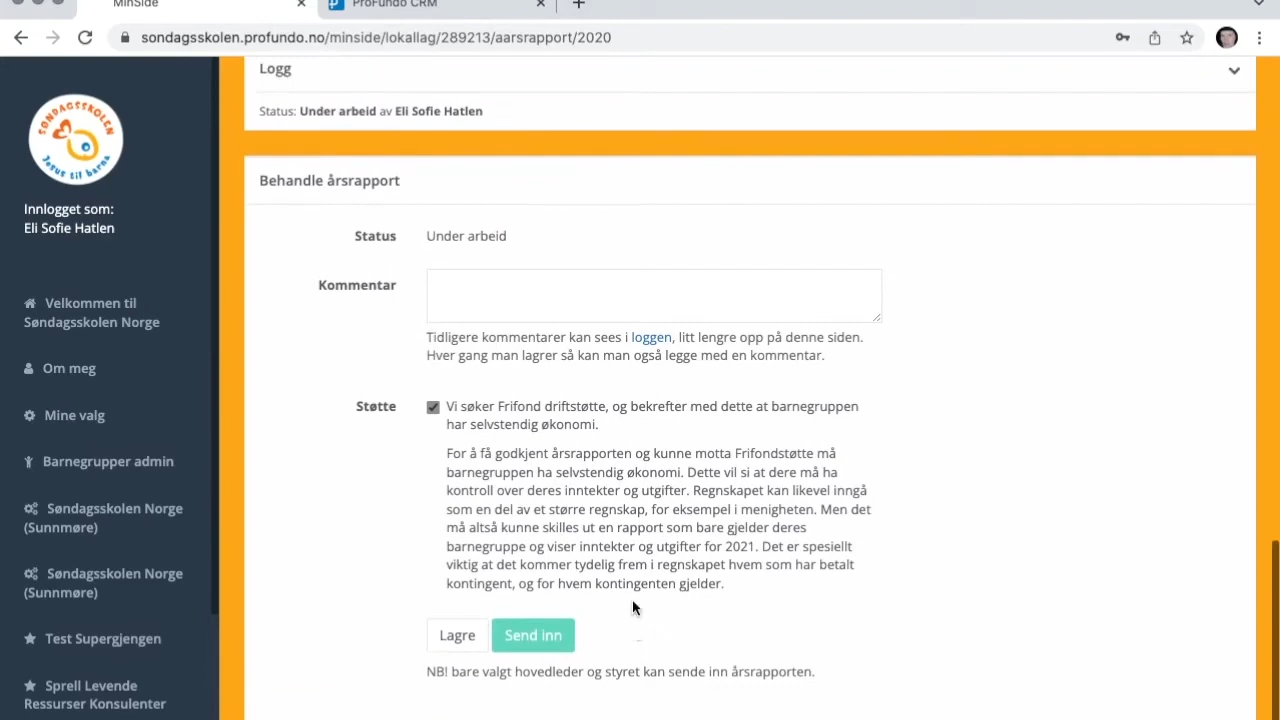 MinSide
ProFundo CRM
sondagsskolen.profundo.no/minside/lokallag/289213/aarsrapport/2020
SØNDAGSSKOLEN
Jesus til barna
Innlogget som:
Eli Sofie Hatlen
Velkommen til
Søndagsskolen Norge
Om meg
Mine valg
Barnegrupper admin
Søndagsskolen Norge
(Sunnmøre)
Søndagsskolen Norge
(Sunnmøre)
Test Supergjengen
Sprell Levende
Ressurser Konsulenter
Logg
Status: Under arbeid av Eli Sofie Hatlen
Behandle årsrapport
Status Under arbeid
Kommentar
Tidligere kommentarer kan sees i loggen, litt lengre opp på denne siden.
Hver gang man lagrer så kan man også legge med en kommentar.
Støtte Vi søker Frifond driftstøtte, og bekrefter med dette at barnegruppen
har selvstendig økonomi.
For å få godkjent årsrapporten og kunne motta Frifondstøtte må
barnegruppen ha selvstendig økonomi. Dette vil si at dere må ha
kontroll over deres inntekter og utgifter. Regnskapet kan likevel inngå
som en del av et større regnskap, for eksempel i menigheten. Men det
må altså kunne skilles ut en rapport som bare gjelder deres
barnegruppe og viser inntekter og utgifter for 2021. Det er spesiellt
viktig at det kommer tydelig frem i regnskapet hvem som har betalt
kontingent, og for hvem kontingenten gjelder.
Lagre Send inn
NB! bare valgt hovedleder og styret kan sende inn årsrapporten.